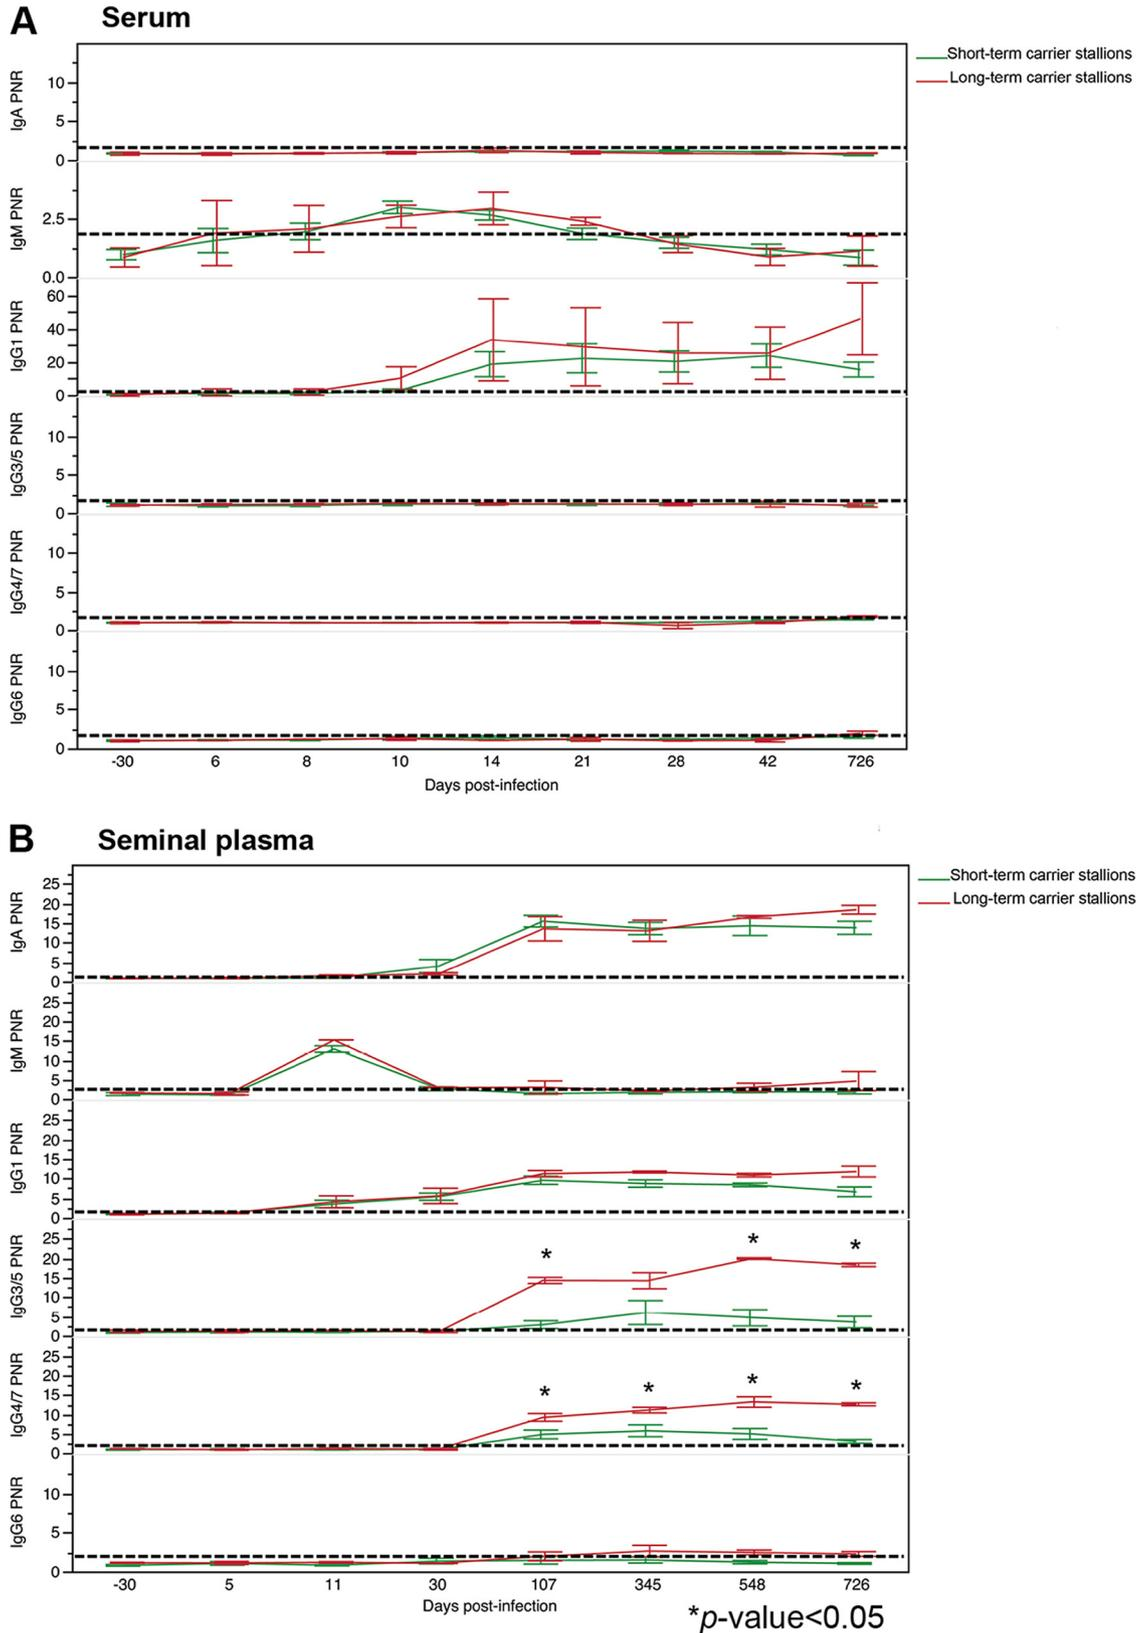 A Serum
Short-term carrier stallions
Long-term carrier stallions
IgA PNR
10
5
0
IgM PNR
2.5
0.0
IgG1 PNR
60
40
20
0
IgG3/5 PNR
10
5
0
IgG4/7 PNR
10
5
0
IgG6 PNR
10
5
0
-30 6 8 10 14 21 28 42 726
Days post-infection
B Seminal plasma
Short-term carrier stallions
Long-term carrier stallions
IgA PNR
25
20
15
10
5
0
IgM PNR
25
20
15
10
5
0
IgG1 PNR
25
20
15
10
5
0
IgG3/5 PNR
25
20
15
10
5
0
* * *
IgG4/7 PNR
25
20
15
10
5
0
* * * *
IgG6 PNR
10
5
0
-30 5 11 30 107 345 548 726
Days post-infection
*p-value<0.05